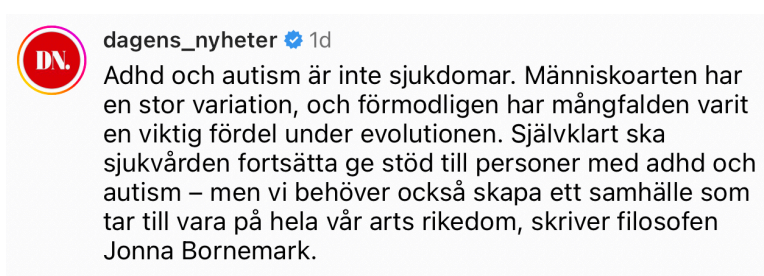 DN.
dagens_nyheter 1d
Adhd och autism är inte sjukdomar. Människoarten har
en stor variation, och förmodligen har mångfalden varit
en viktig fördel under evolutionen. Självklart ska
sjukvården fortsätta ge stöd till personer med adhd och
autism – men vi behöver också skapa ett samhälle som
tar till vara på hela vår arts rikedom, skriver filosofen
Jonna Bornemark.